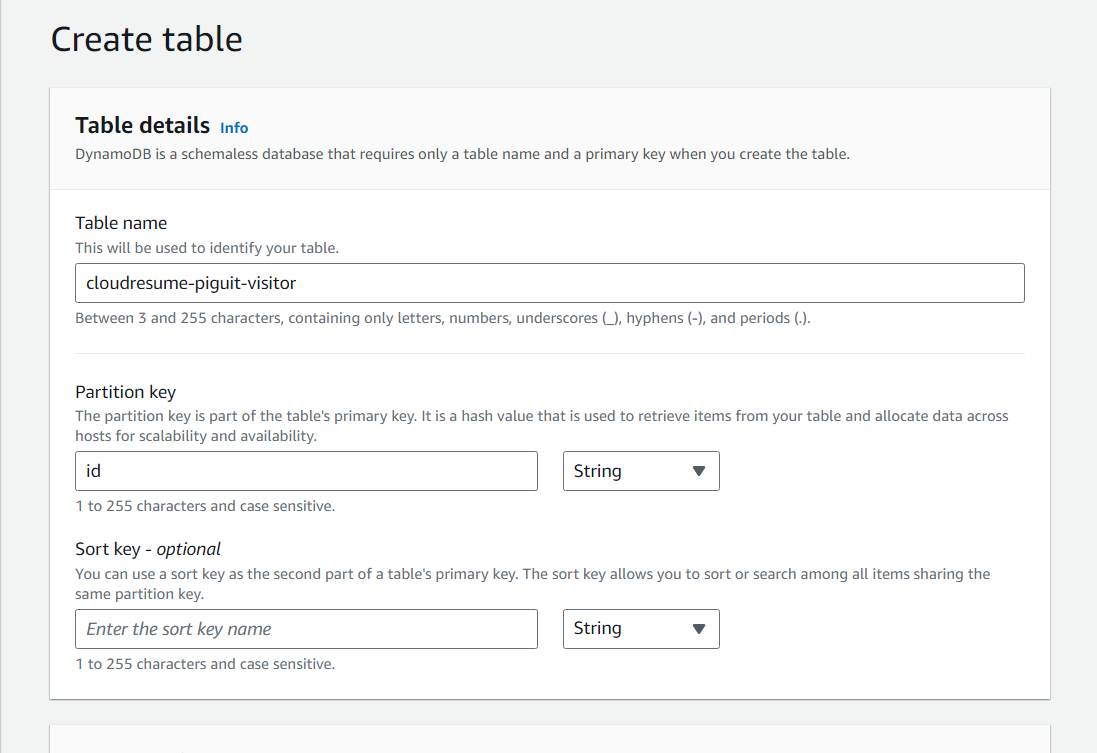 Create table
Table details Info
DynamoDB is a schemaless database that requires only a table name and a primary key when you create the table.
Table name
This will be used to identify your table.
cloudresume-piguit-visitor
Between 3 and 255 characters, containing only letters, numbers, underscores (_), hyphens (-), and periods (.).
Partition key
The partition key is part of the table's primary key. It is a hash value that is used to retrieve items from your table and allocate data across
hosts for scalability and availability.
id String
1 to 255 characters and case sensitive.
Sort key - optional
You can use a sort key as the second part of a table's primary key. The sort key allows you to sort or search among all items sharing the
same partition key.
Enter the sort key name String
1 to 255 characters and case sensitive.